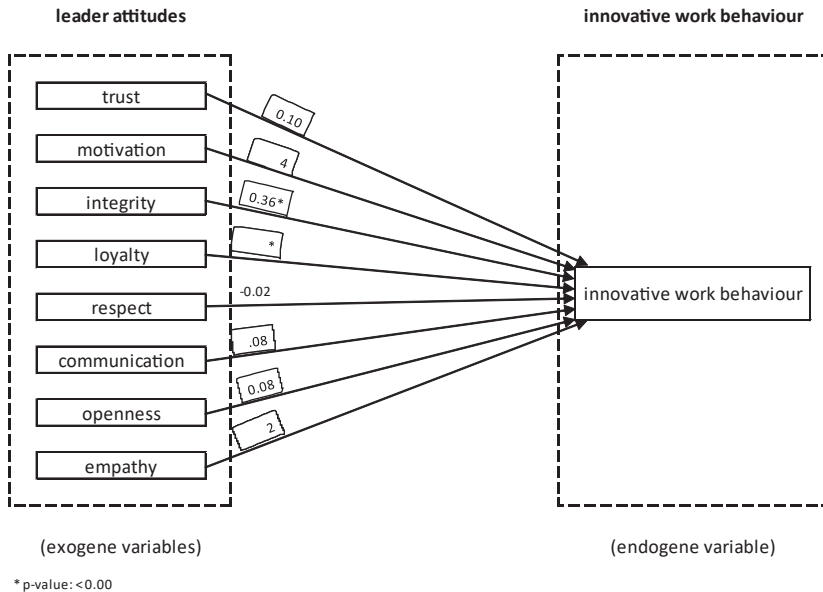 leader attitudes
innovative work behaviour
trust
0.10
motivation
4
integrity
0.36*
loyalty
*
respect
-0.02
innovative work behaviour
communication
.08
openness
0.08
empathy
2
(exogene variables)
(endogene variable)
* p-value: <0.00